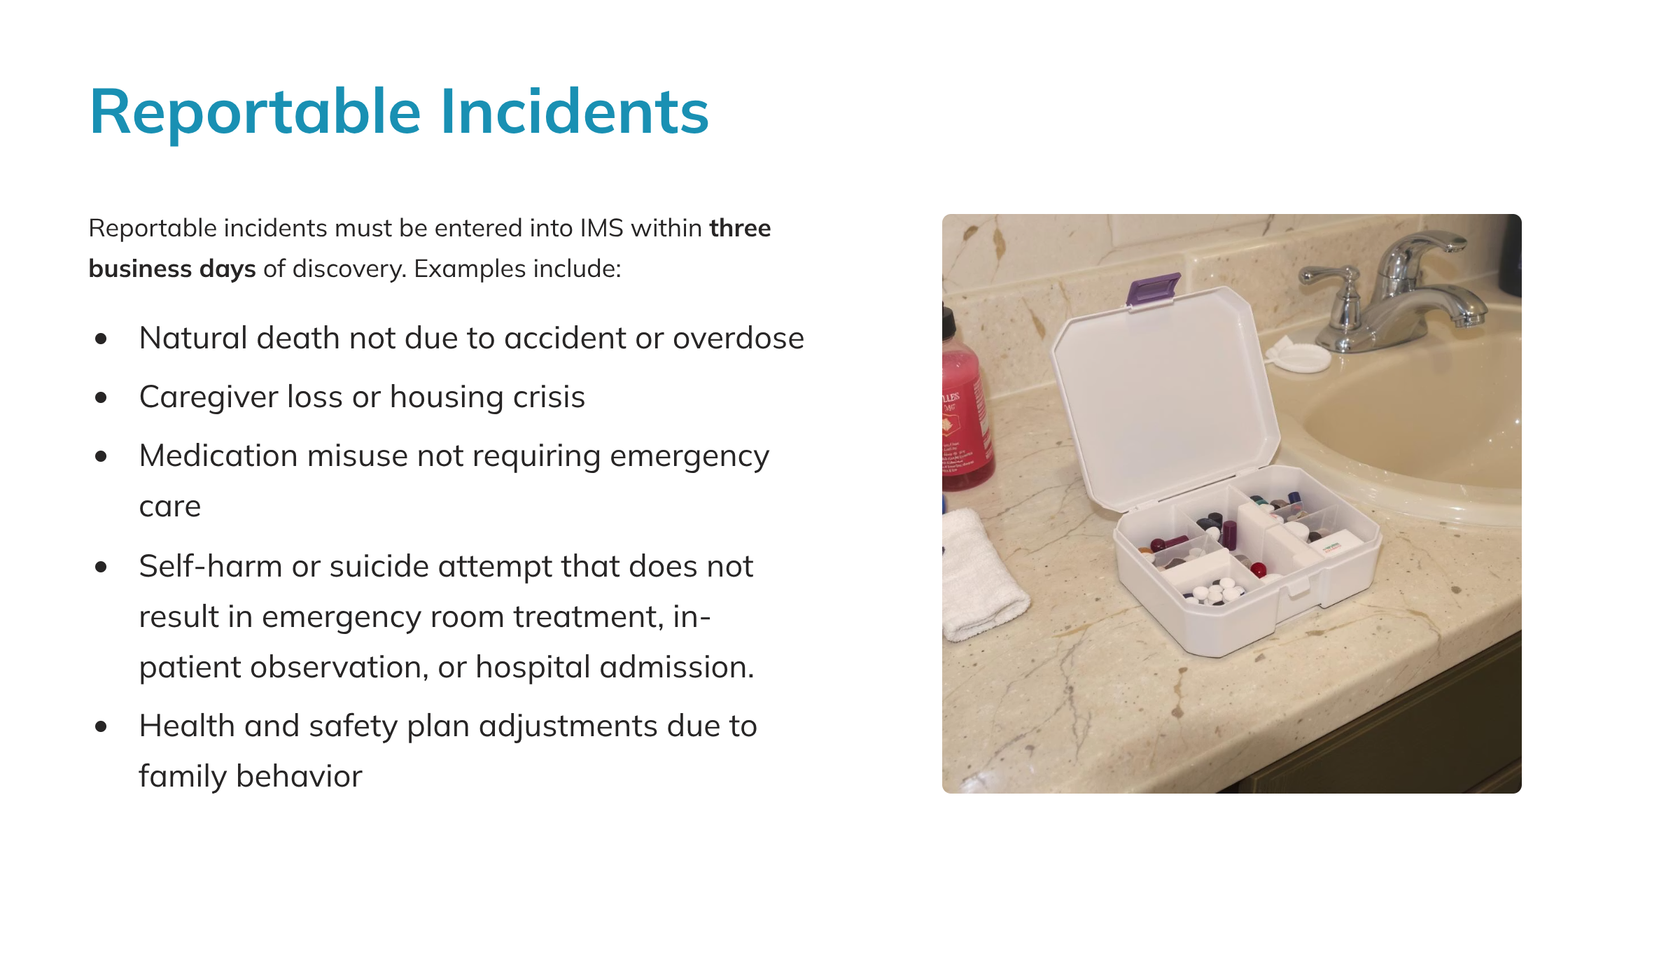 Reportable Incidents
Reportable incidents must be entered into IMS within three
business days of discovery. Examples include:
• Natural death not due to accident or overdose
• Caregiver loss or housing crisis
• Medication misuse not requiring emergency
care
• Self-harm or suicide attempt that does not
result in emergency room treatment, in-
patient observation, or hospital admission.
• Health and safety plan adjustments due to
family behavior